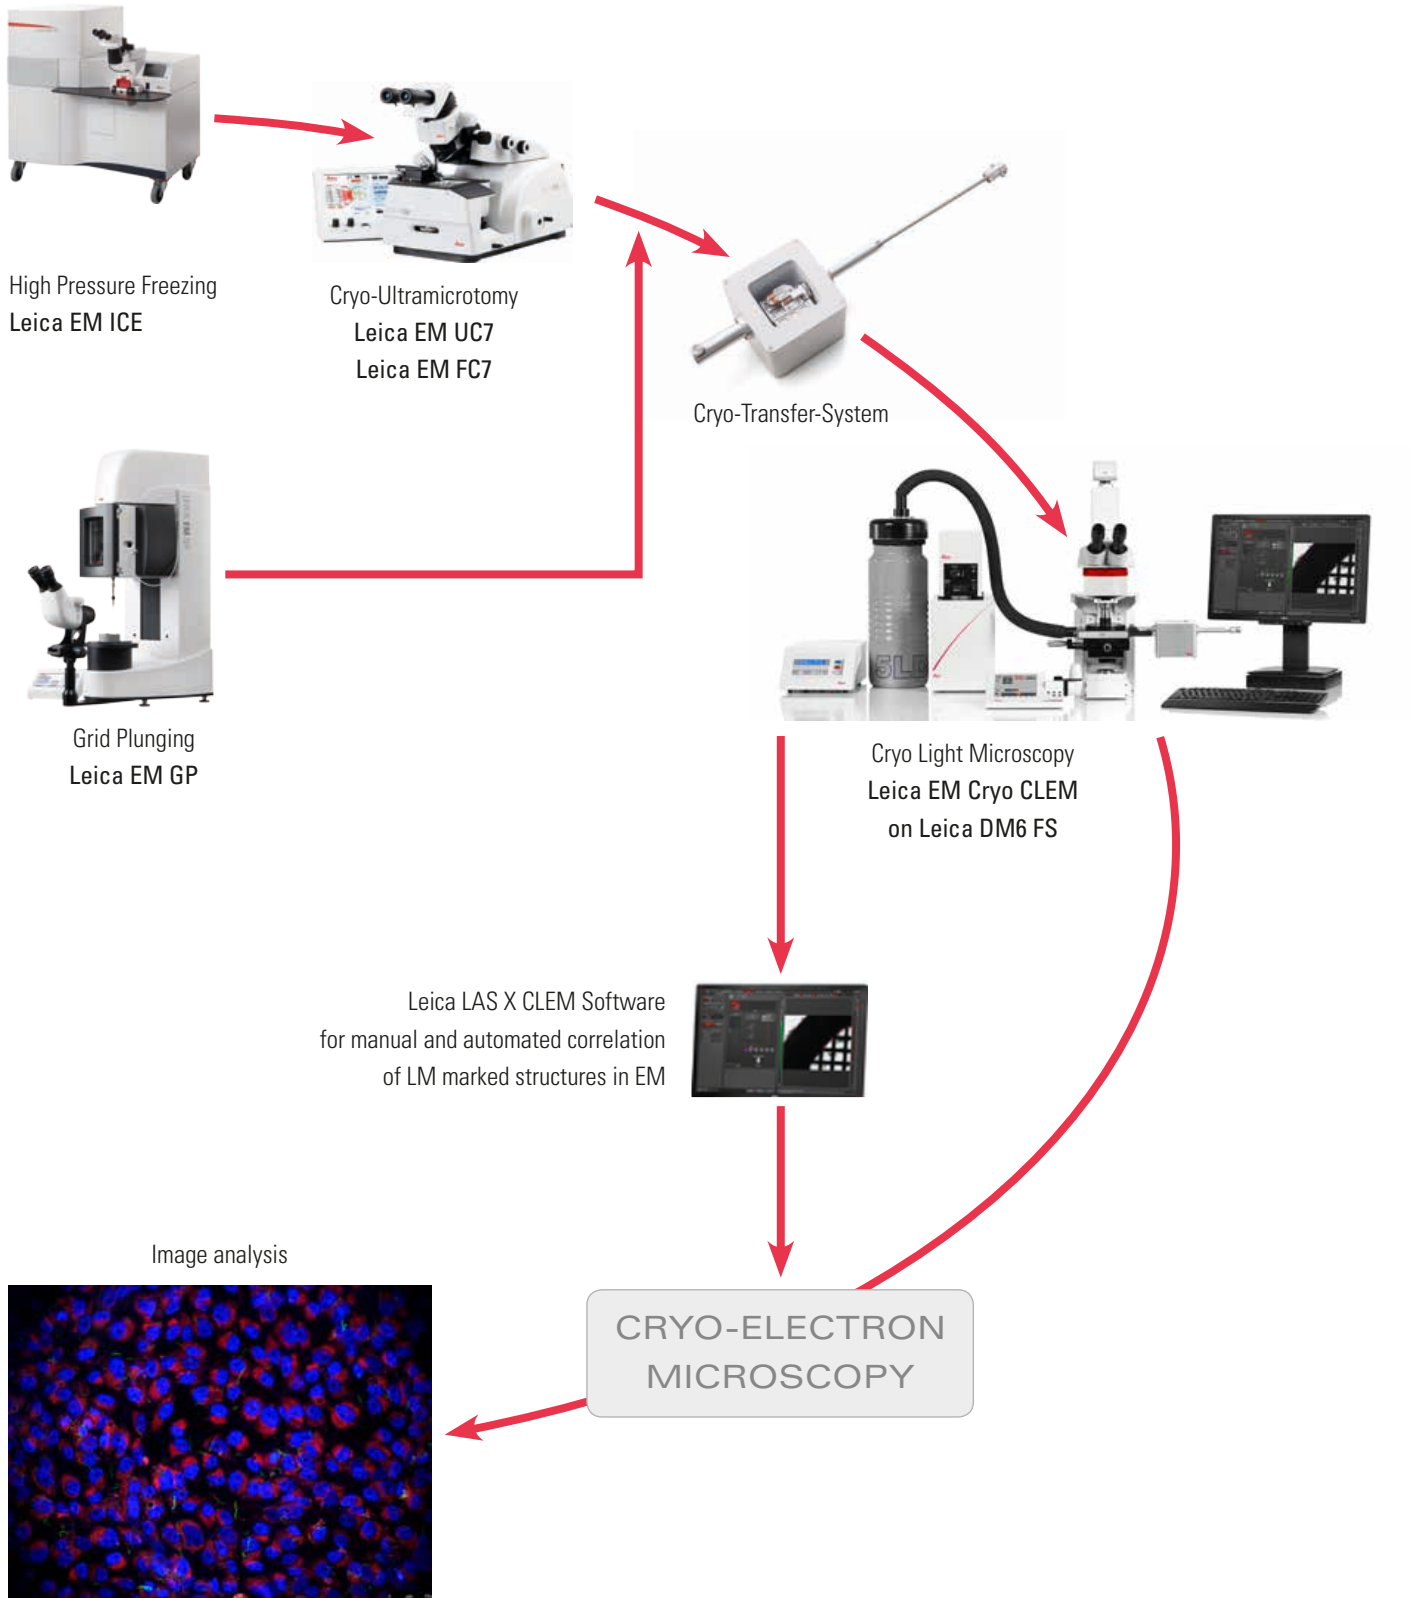 High Pressure Freezing
Leica EM ICE
Cryo-Ultramicrotomy
Leica EM UC7
Leica EM FC7
Cryo-Transfer-System
Grid Plunging
Leica EM GP
5LD
Cryo Light Microscopy
Leica EM Cryo CLEM
on Leica DM6 FS
Leica LAS X CLEM Software
for manual and automated correlation
of LM marked structures in EM
Image analysis
CRYO-ELECTRON
MICROSCOPY